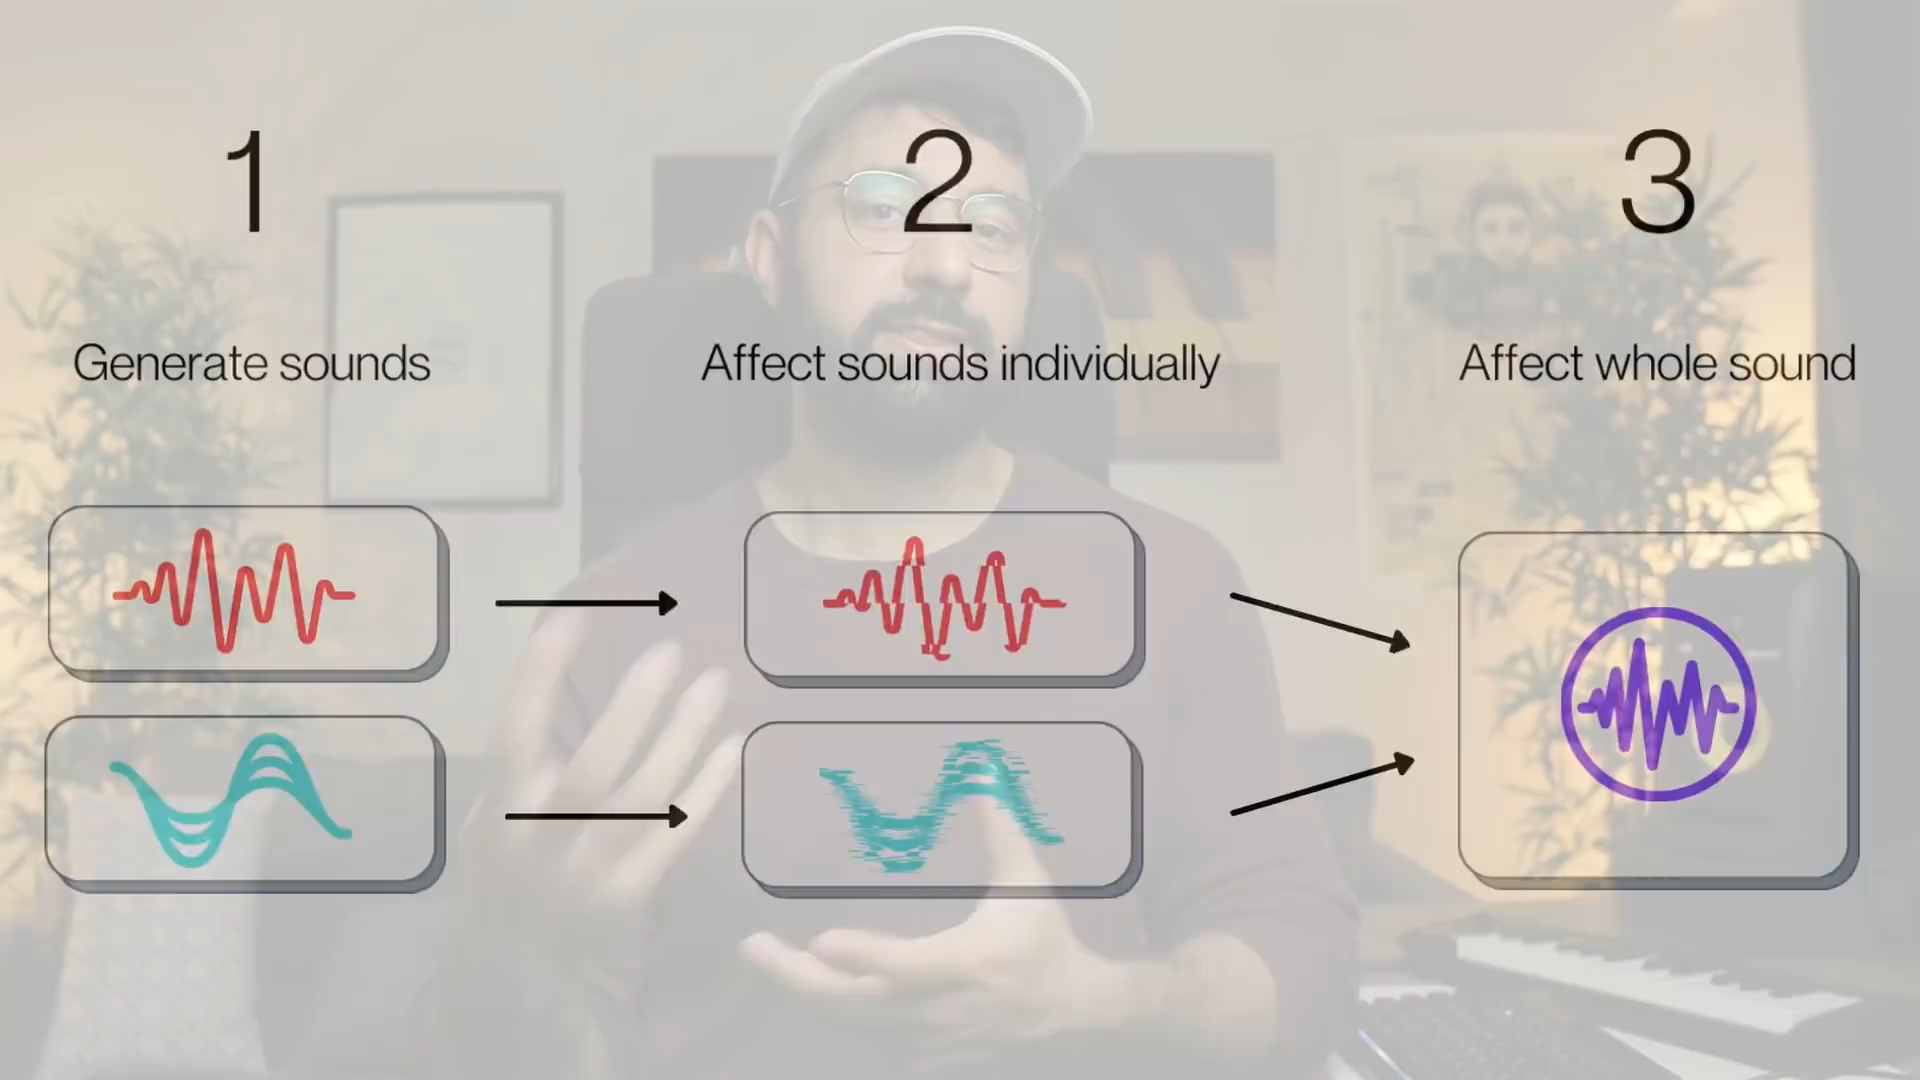 1
2
3
Generate sounds
Affect sounds individually
Affect whole sound